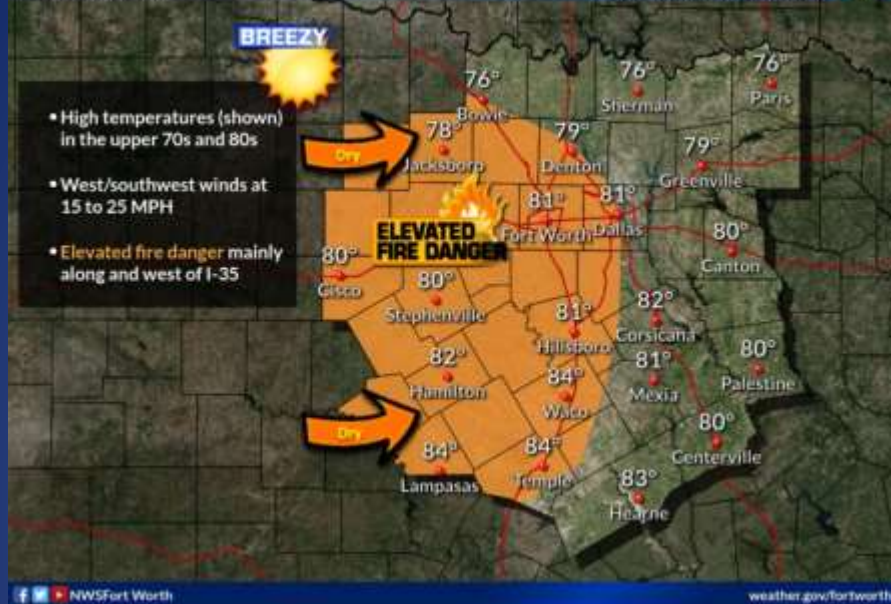 BREEZY
• High temperatures (shown)
in the upper 70s and 80s
• West/southwest winds at
15 to 25 MPH
• Elevated fire danger mainly
along and west of I-35
76°
Bowie
76°
Sherman
76°
Paris
Dry
78°
Jacksboro
79°
Denton
79°
Greenville
81°
Fort Worth
81°
Dallas
ELEVATED
FIRE DANGER
80°
Canton
80°
Cisco
80°
Stephenville
81°
Hillsboro
82°
Corsicana
82°
Hamilton
84°
Waco
81°
Mexia
80°
Palestine
Dry
84°
Lampasas
84°
Temple
80°
Centerville
83°
Hearne
NWSFort Worth
weather.gov/fortworth